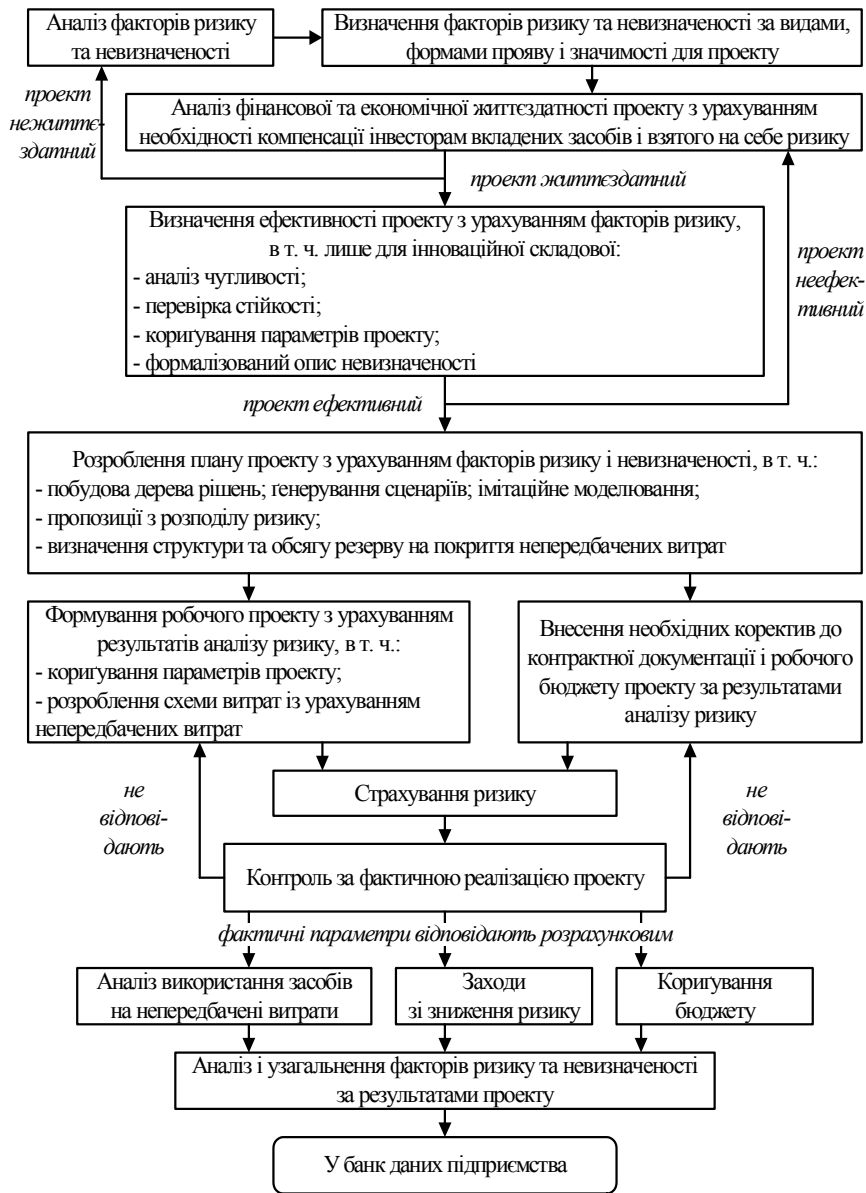 Аналіз факторів ризику
та невизначеності
Визначення факторів ризику та невизначеності за видами,
формами прояву і значимості для проекту
проект
нежиттє-
здатний
Аналіз фінансової та економічної життєздатності проекту з урахуванням
необхідності компенсації інвесторам вкладених засобів і взятого на себе ризику
проект життєздатний
Визначення ефективності проекту з урахуванням факторів ризику,
в т. ч. лише для інноваційної складової:
- аналіз чутливості;
- перевірка стійкості;
- кориґування параметрів проекту;
- формалізований опис невизначеності
проект
неефек-
тивний
проект ефективний
Розроблення плану проекту з урахуванням факторів ризику і невизначеності, в т. ч.:
- побудова дерева рішень; ґенерування сценаріїв; імітаційне моделювання;
- пропозиції з розподілу ризику;
- визначення структури та обсягу резерву на покриття непередбачених витрат
Формування робочого проекту з урахуванням
результатів аналізу ризику, в т. ч.:
- кориґування параметрів проекту;
- розроблення схеми витрат із урахуванням
непередбачених витрат
Внесення необхідних коректив до
контрактної документації і робочого
бюджету проекту за результатами
аналізу ризику
не
відпові-
дають
Страхування ризику
не
відпові-
дають
Контроль за фактичною реалізацією проекту
фактичні параметри відповідають розрахунковим
Аналіз використання засобів
на непередбачені витрати
Заходи
зі зниження ризику
Кориґування
бюджету
Аналіз і узагальнення факторів ризику та невизначеності
за результатами проекту
У банк даних підприємства